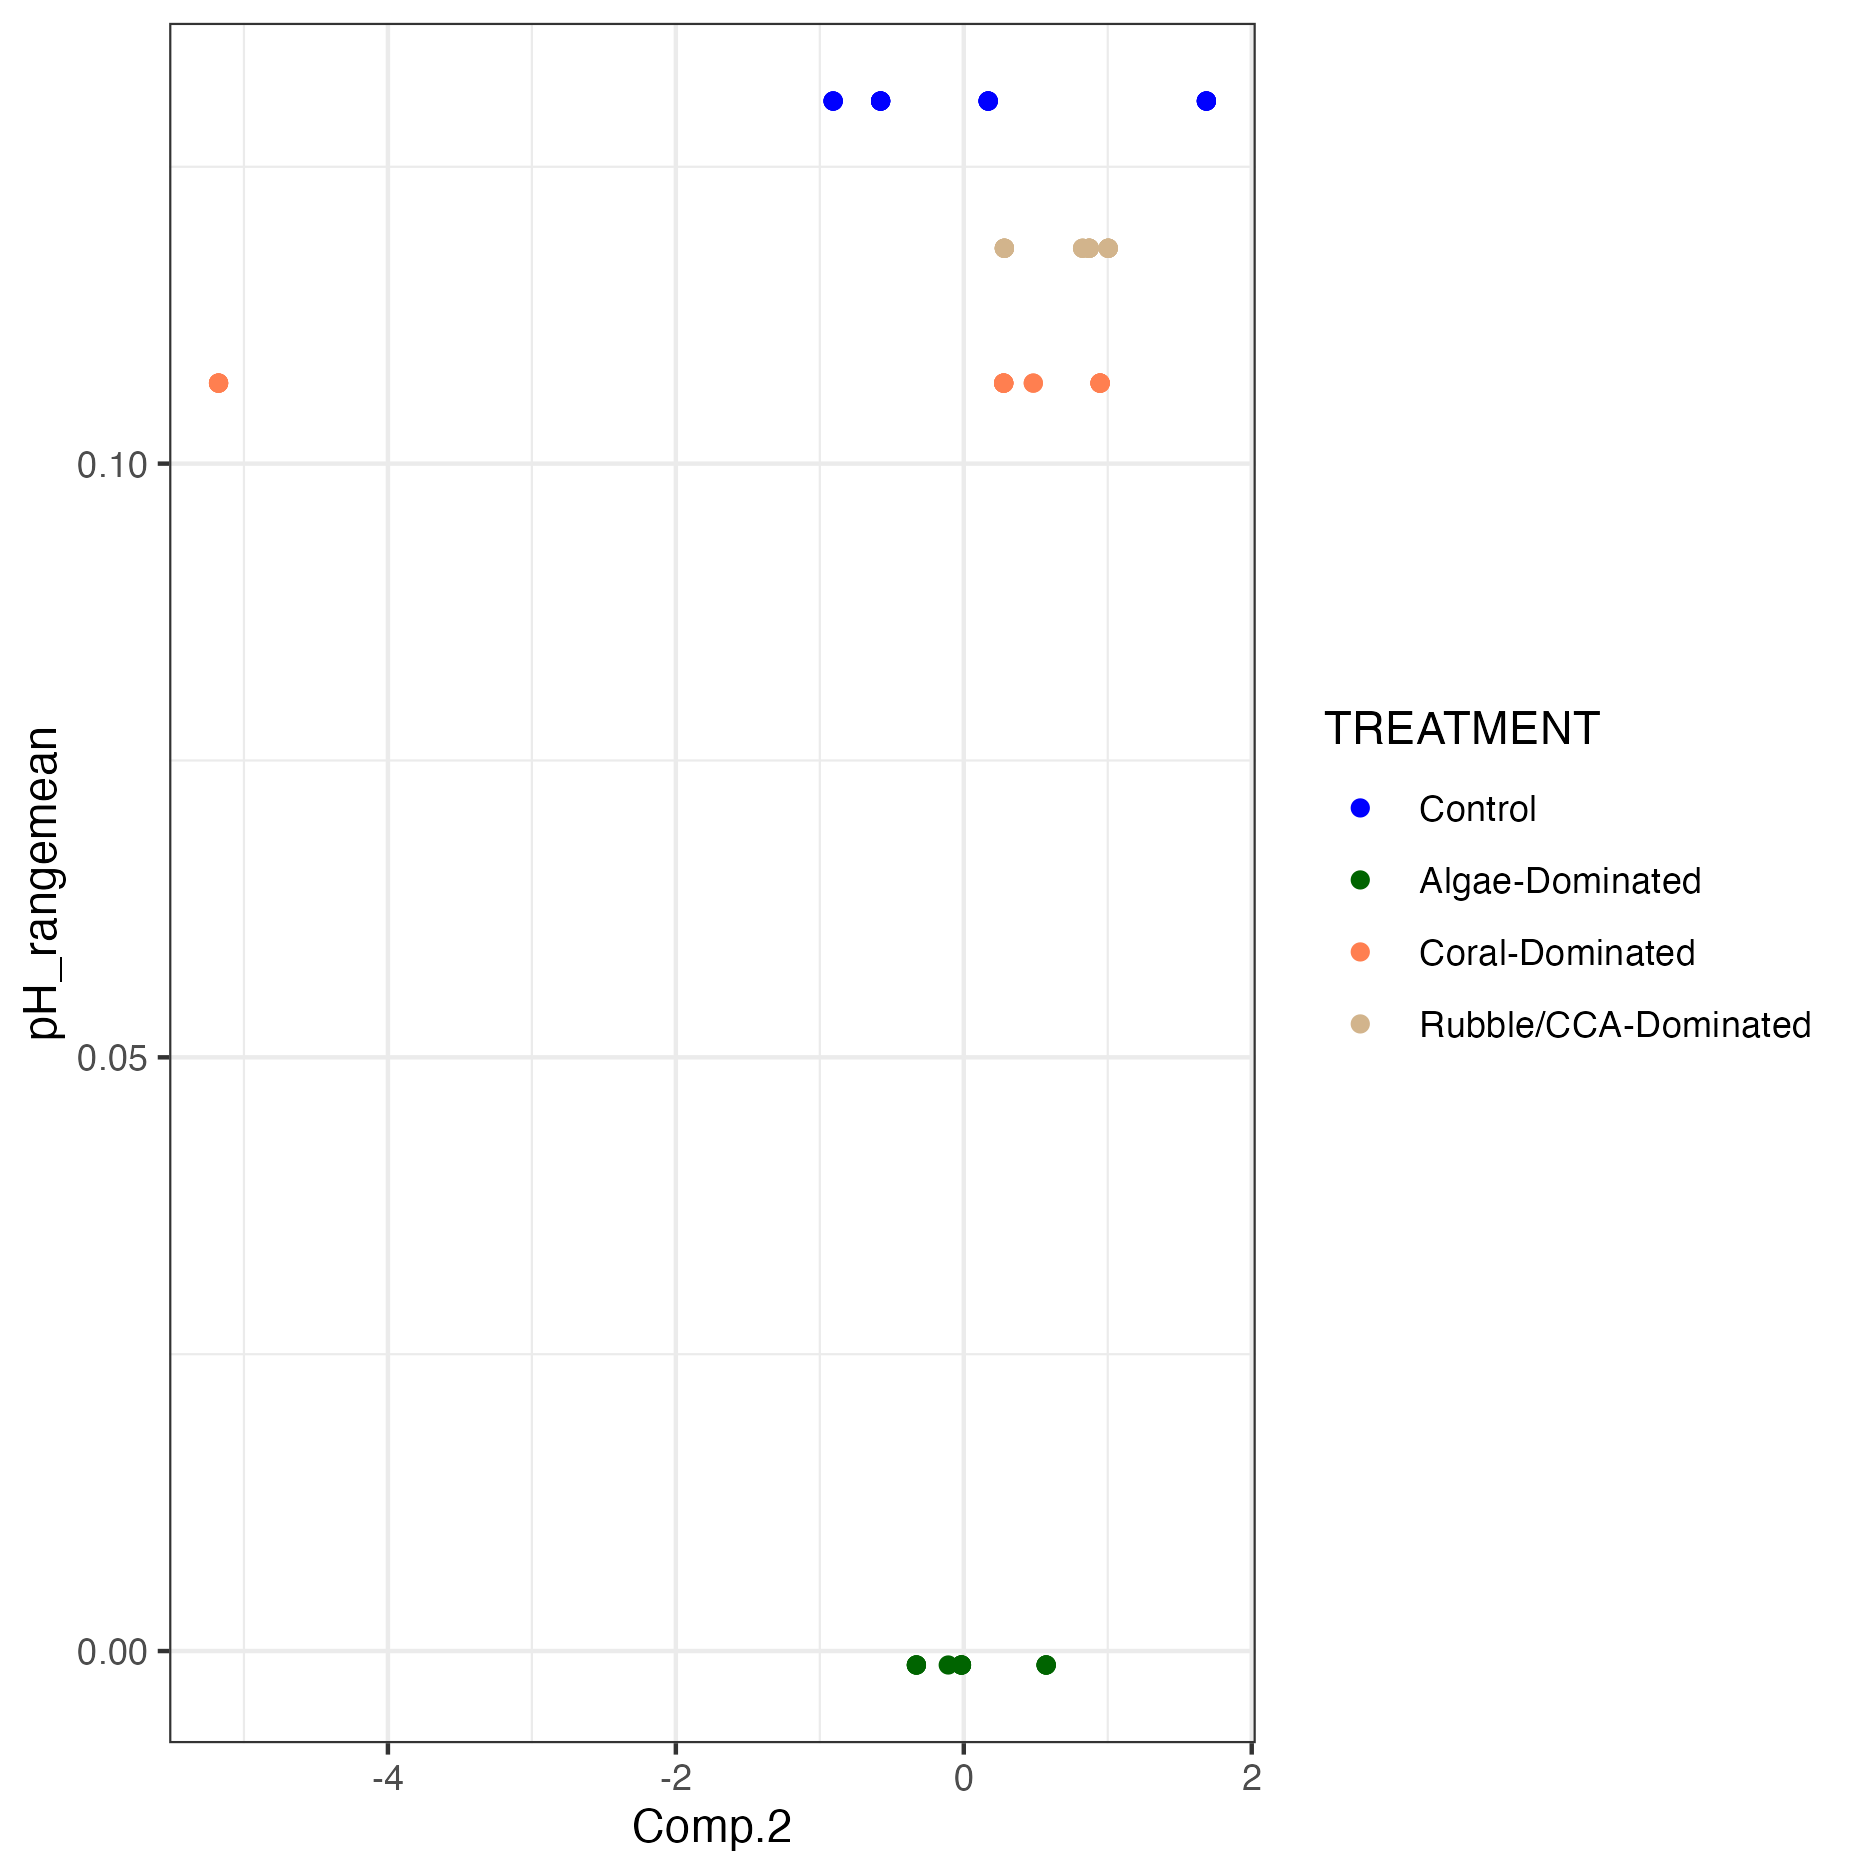 pH_rangemean
0.10
0.05
0.00
-4
-2
0
2
Comp.2
TREATMENT
Control
Algae-Dominated
Coral-Dominated
Rubble/CCA-Dominated